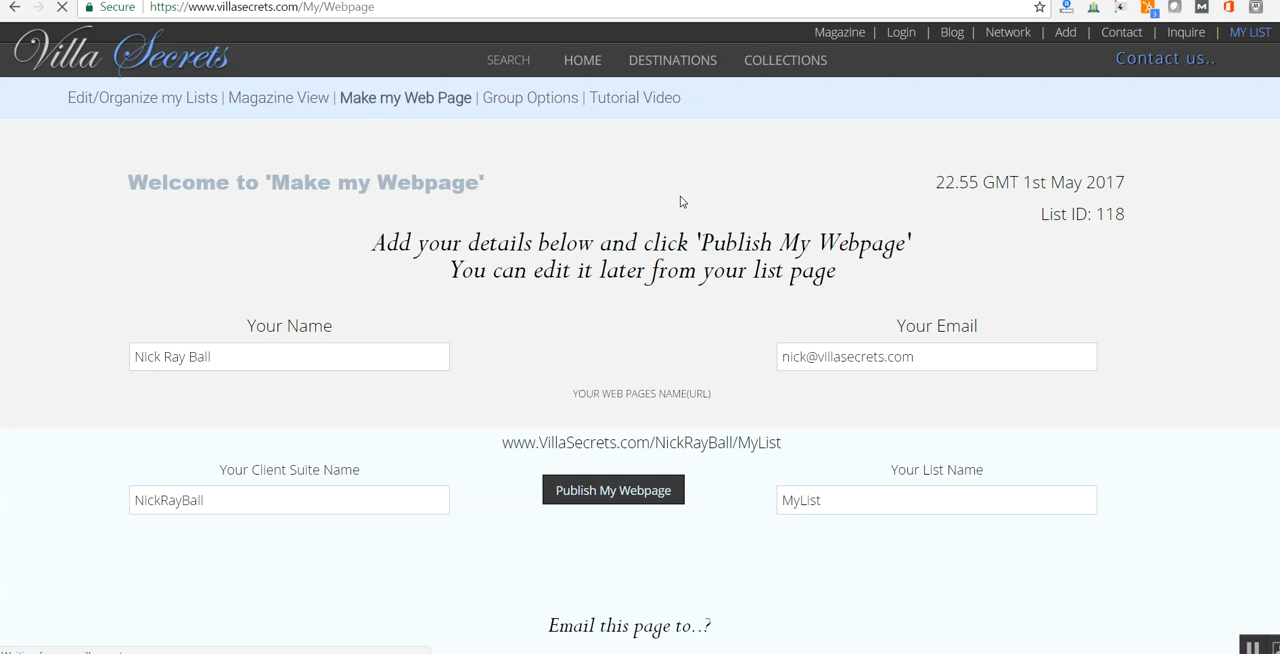 Secure | https://www.villasecrets.com/My/Webpage
Magazine | Login | Blog | Network | Add | Contact | Inquire | MY LIST
Villa Secrets
SEARCH HOME DESTINATIONS COLLECTIONS
Contact us..
Edit/Organize my Lists | Magazine View | Make my Web Page | Group Options | Tutorial Video
Welcome to 'Make my Webpage'
22.55 GMT 1st May 2017
List ID: 118
Add your details below and click 'Publish My Webpage'
You can edit it later from your list page
Your Name
Your Email
Nick Ray Ball
nick@villasecrets.com
YOUR WEB PAGES NAME(URL)
www.VillaSecrets.com/NickRayBall/MyList
Your Client Suite Name
Your List Name
Publish My Webpage
NickRayBall
MyList
Email this page to..?